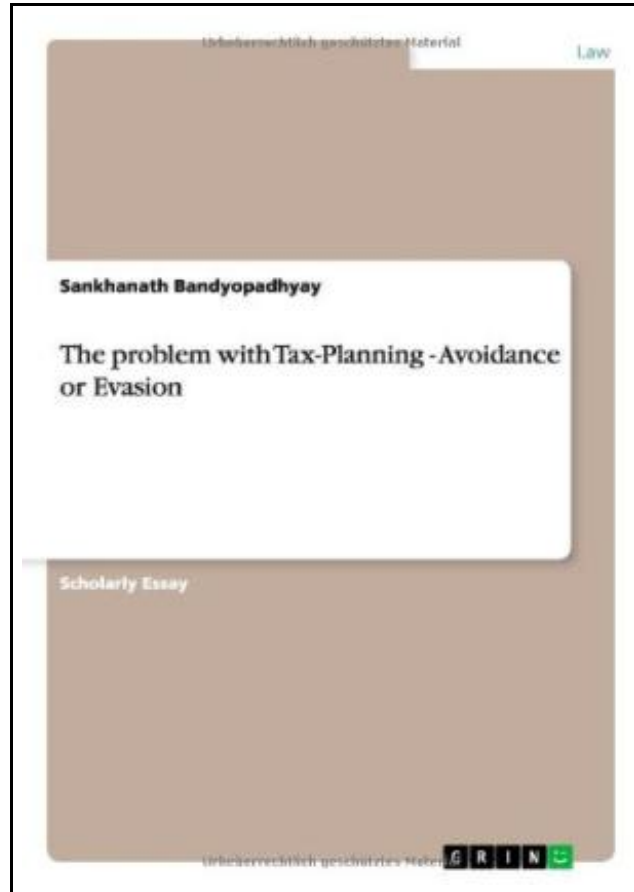 Urheberrechtlich geschütztes Material
Law
Sankhanath Bandyopadhyay
The problem with Tax-Planning - Avoidance
or Evasion
Scholarly Essay
Urheberrechtlich geschütztes Mater
GRIN